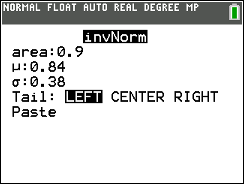 NORMAL FLOAT AUTO REAL DEGREE MP
invNorm
area:0.9
μ:0.84
σ:0.38
Tail: LEFT CENTER RIGHT
Paste